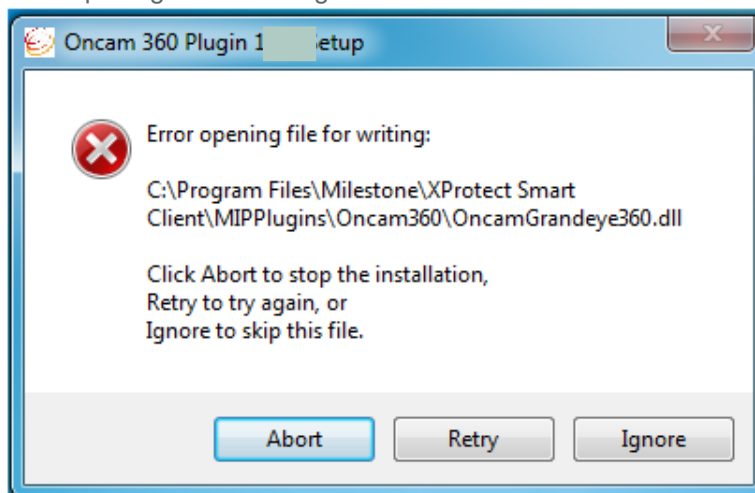 Oncam 360 Plugin 1 etup
Error opening file for writing:
C:\Program Files\Milestone\XProtect Smart
Client\MIPPlugins\Oncam360\OncamGrandeye360.dll
Click Abort to stop the installation,
Retry to try again, or
Ignore to skip this file.
Abort
Retry
Ignore